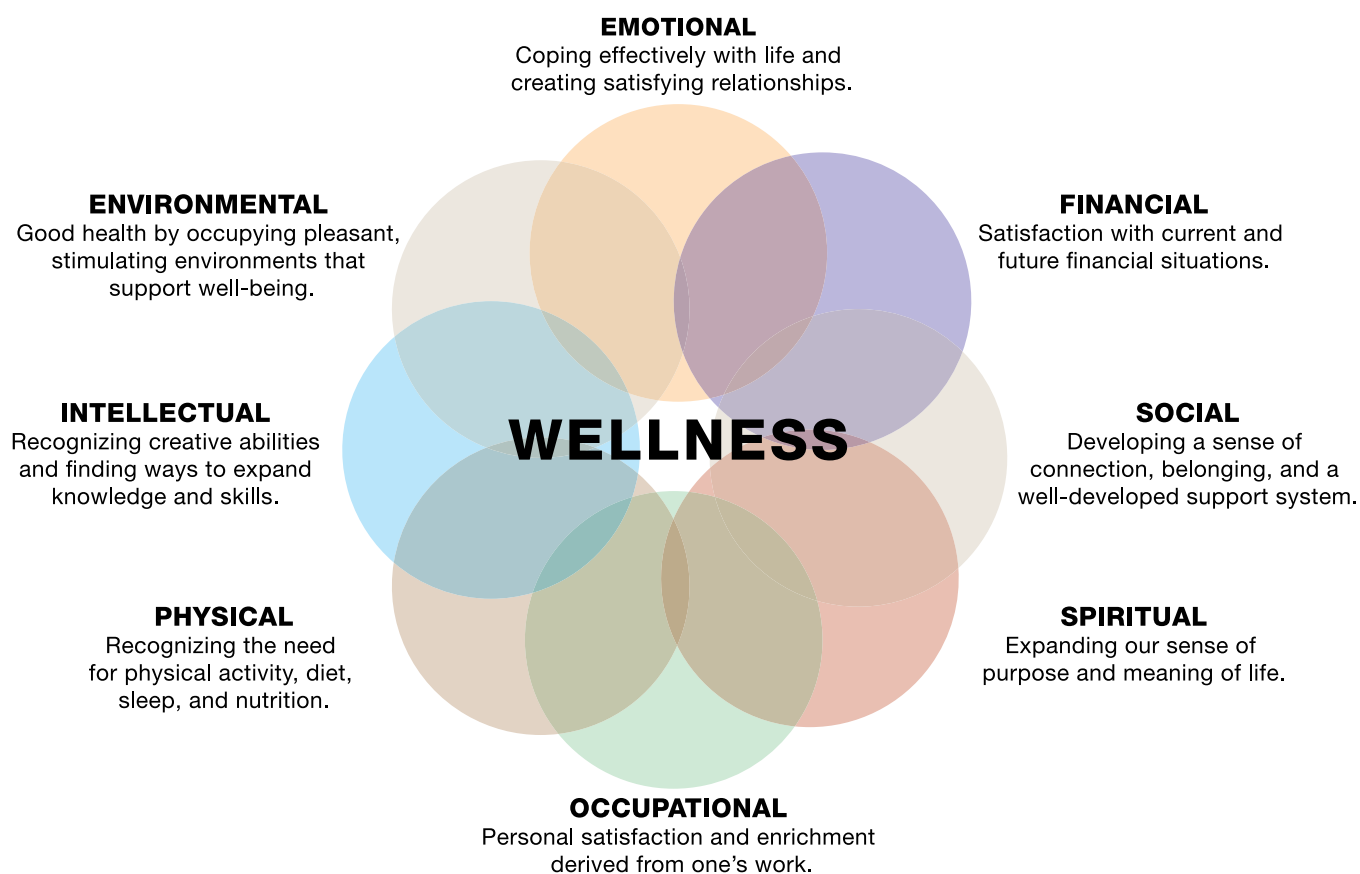 EMOTIONAL
Coping effectively with life and
creating satisfying relationships.
ENVIRONMENTAL
Good health by occupying pleasant,
stimulating environments that
support well-being.
FINANCIAL
Satisfaction with current and
future financial situations.
INTELLECTUAL
Recognizing creative abilities
and finding ways to expand
knowledge and skills.
WELLNESS
SOCIAL
Developing a sense of
connection, belonging, and a
well-developed support system.
PHYSICAL
Recognizing the need
for physical activity, diet,
sleep, and nutrition.
SPIRITUAL
Expanding our sense of
purpose and meaning of life.
OCCUPATIONAL
Personal satisfaction and enrichment
derived from one’s work.